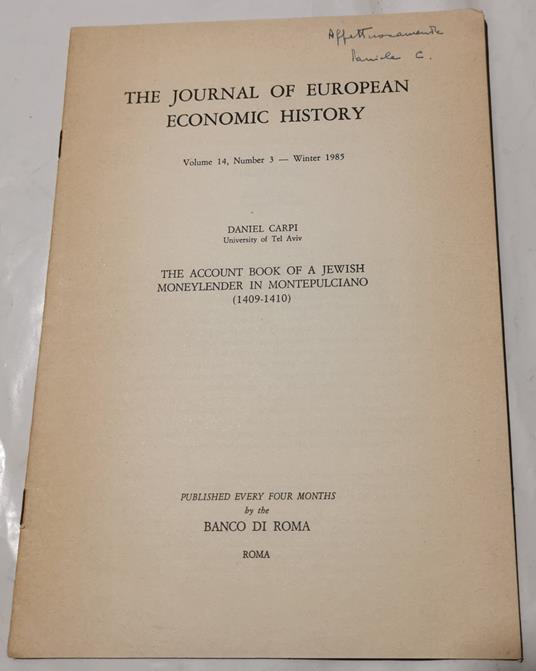 Affettuosamente
Daniele C.
THE JOURNAL OF EUROPEAN
ECONOMIC HISTORY
Volume 14, Number 3 — Winter 1985
DANIEL CARPI
University of Tel Aviv
THE ACCOUNT BOOK OF A JEWISH
MONEYLENDER IN MONTEPULCIANO
(1409-1410)
PUBLISHED EVERY FOUR MONTHS
by the
BANCO DI ROMA
ROMA